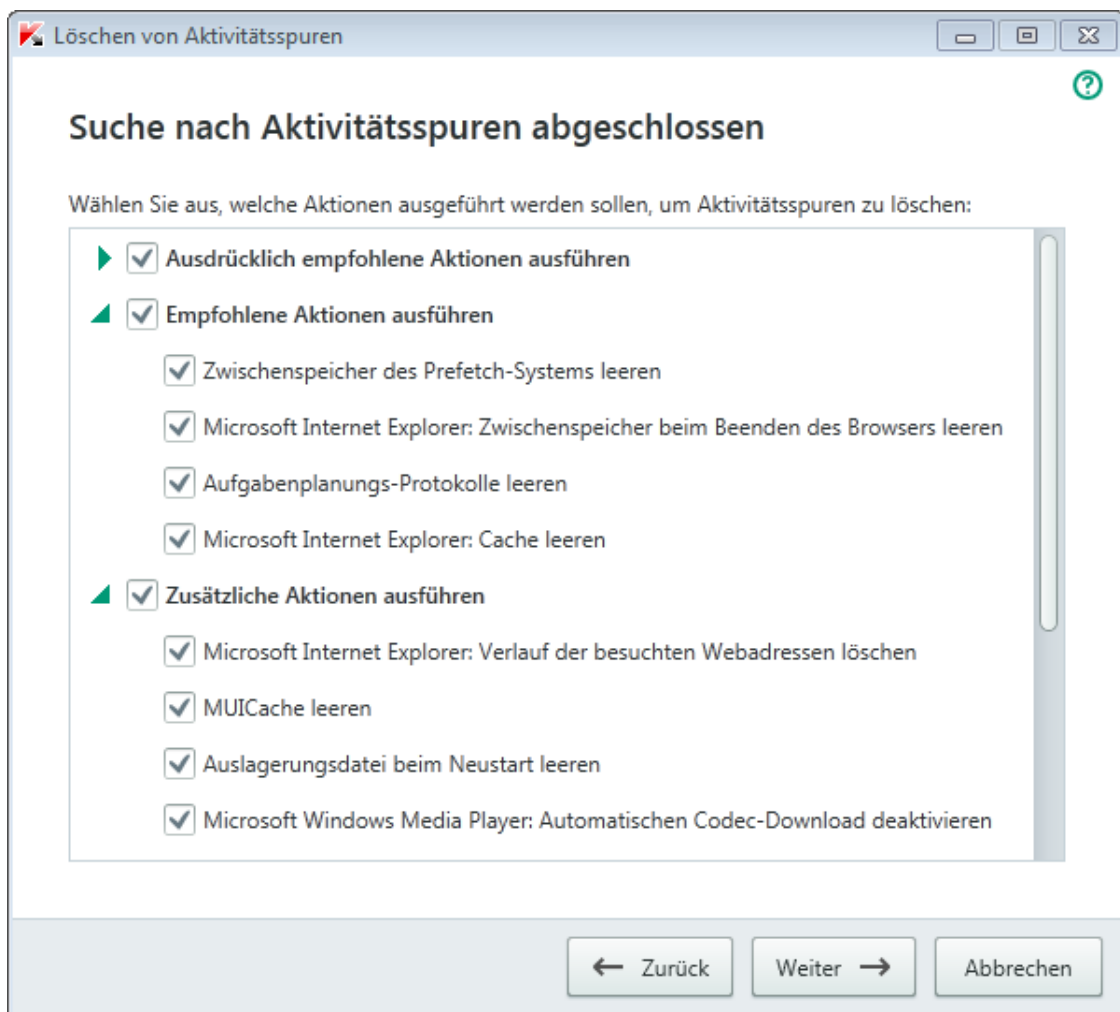 Löschen von Aktivitätsspuren
Suche nach Aktivitätsspuren abgeschlossen
Wählen Sie aus, welche Aktionen ausgeführt werden sollen, um Aktivitätsspuren zu löschen:
Ausdrücklich empfohlene Aktionen ausführen
Empfohlene Aktionen ausführen
Zwischenspeicher des Prefetch-Systems leeren
Microsoft Internet Explorer: Zwischenspeicher beim Beenden des Browsers leeren
Aufgabenplanungs-Protokolle leeren
Microsoft Internet Explorer: Cache leeren
Zusätzliche Aktionen ausführen
Microsoft Internet Explorer: Verlauf der besuchten Webadressen löschen
MUICache leeren
Auslagerungsdatei beim Neustart leeren
Microsoft Windows Media Player: Automatischen Codec-Download deaktivieren
Zurück Weiter Abbrechen